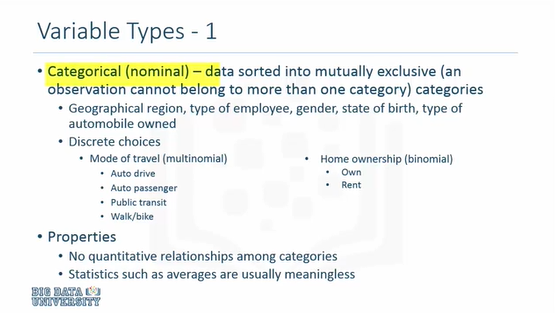 Variable Types - 1
• Categorical (nominal) – data sorted into mutually exclusive (an
observation cannot belong to more than one category) categories
• Geographical region, type of employee, gender, state of birth, type of
automobile owned
• Discrete choices
• Mode of travel (multinomial)
• Auto drive
• Auto passenger
• Public transit
• Walk/bike
• Home ownership (binomial)
• Own
• Rent
• Properties
• No quantitative relationships among categories
• Statistics such as averages are usually meaningless
BIG DATA
UNIVERSITY